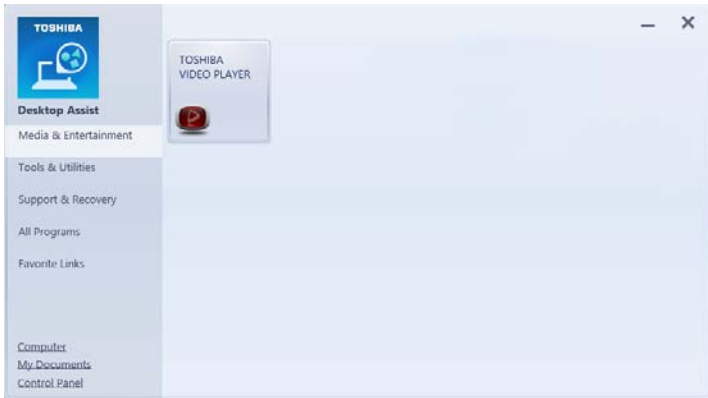 TOSHIBA
Desktop Assist
Media & Entertainment
Tools & Utilities
Support & Recovery
All Programs
Favorite Links
Computer
My Documents
Control Panel
TOSHIBA
VIDEO PLAYER